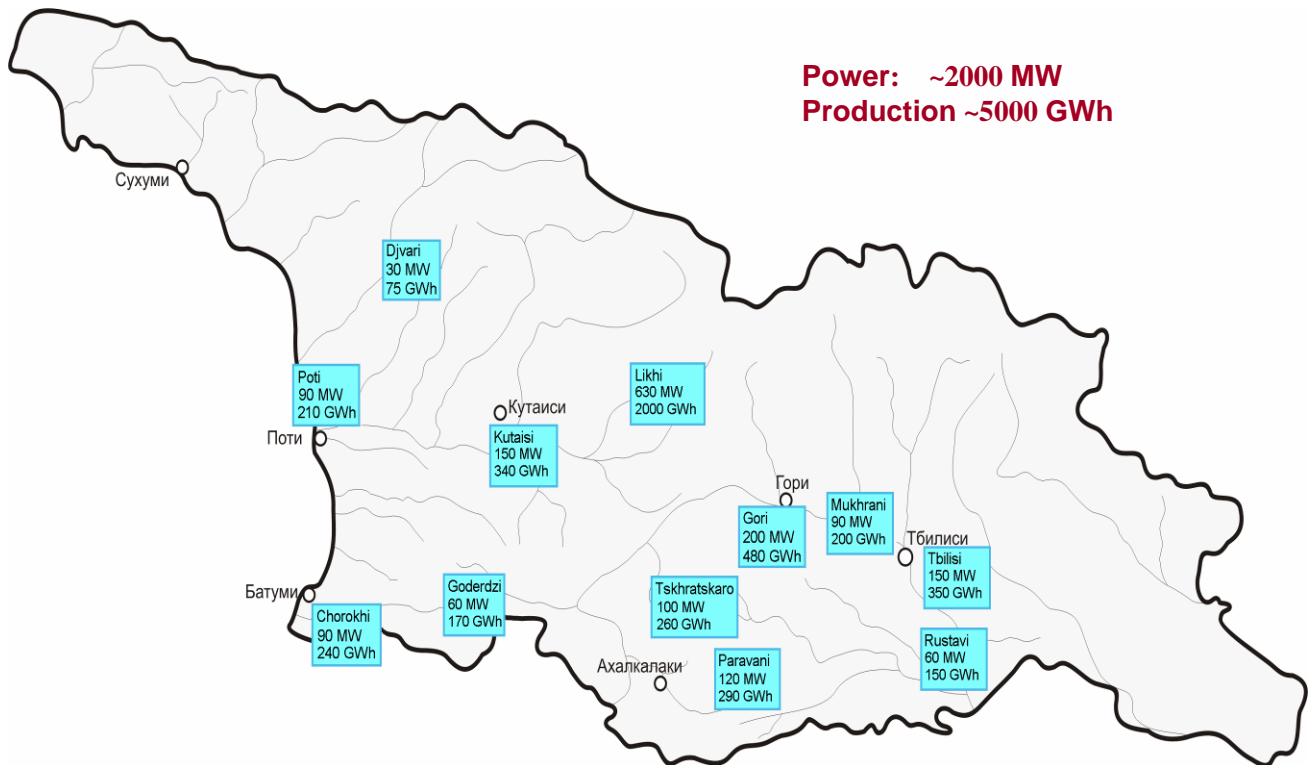 Power: ~2000 MW
Production ~5000 GWh
Сухуми
Djvari
30 MW
75 GWh
Poti
90 MW
210 GWh
Поти
Кутаиси
Kutaisi
150 MW
340 GWh
Likhi
630 MW
2000 GWh
Гори
Gori
200 MW
480 GWh
Mukhrani
90 MW
200 GWh
Тбилиси
Tbilisi
150 MW
350 GWh
Батуми
Chorokhi
90 MW
240 GWh
Goderdzi
60 MW
170 GWh
Tskhratskaro
100 MW
260 GWh
Ахалкалаки
Paravani
120 MW
290 GWh
Rustavi
60 MW
150 GWh